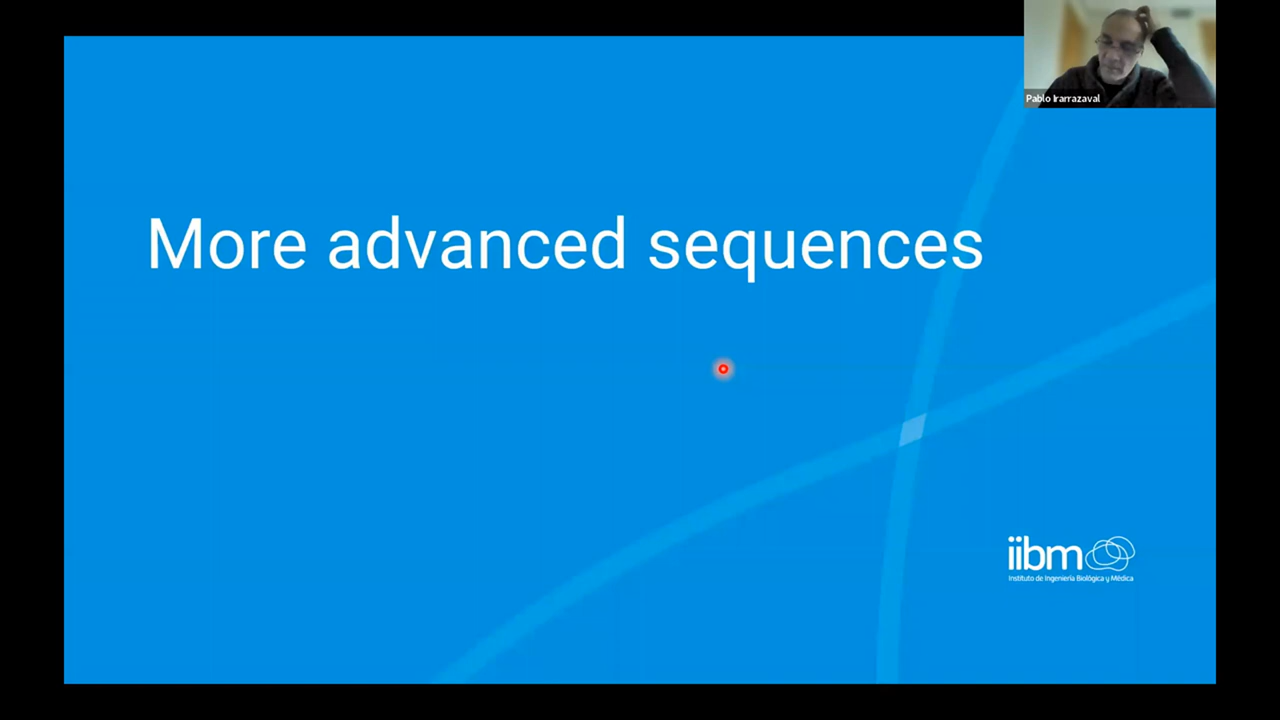 Pablo Irarrazaval
More advanced sequences
iibm
Instituto de Ingeniería Biológica y Médica